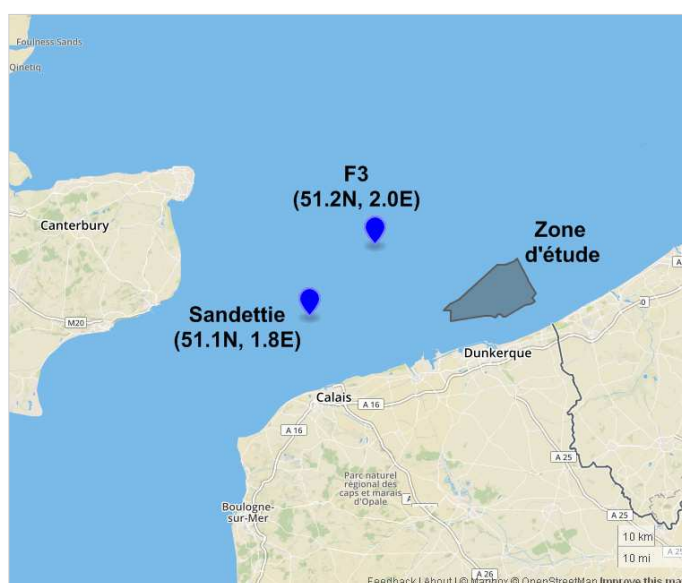 Foulness Sands
Qinetiq
F3
(51.2N, 2.0E)
Canterbury
Zone
d'étude
Sandettie
(51.1N, 1.8E)
M20
Dunkerque
Calais
A 16
A 16
A 25
Parc naturel
régional des
caps et marais
d'Opale
Boulogne-
sur-Mer
A 25
A 26
10 km
10 mi
Feedback | About | © Mapbox © OpenStreetMap Improve this